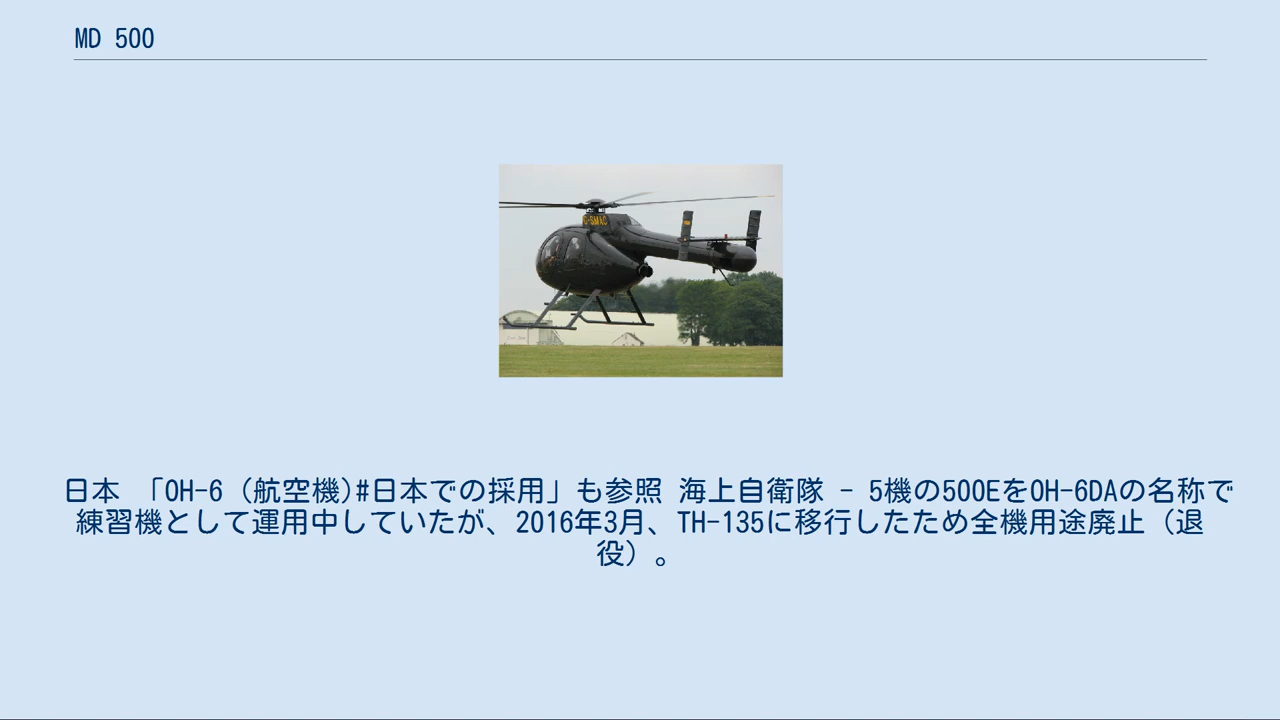 MD 500
G-SMAC
日本 「OH-6 (航空機)#日本での採用」も参照 海上自衛隊 - 5機の500EをOH-6DAの名称で
練習機として運用中していたが、2016年3月、TH-135に移行したため全機用途廃止（退
役）。